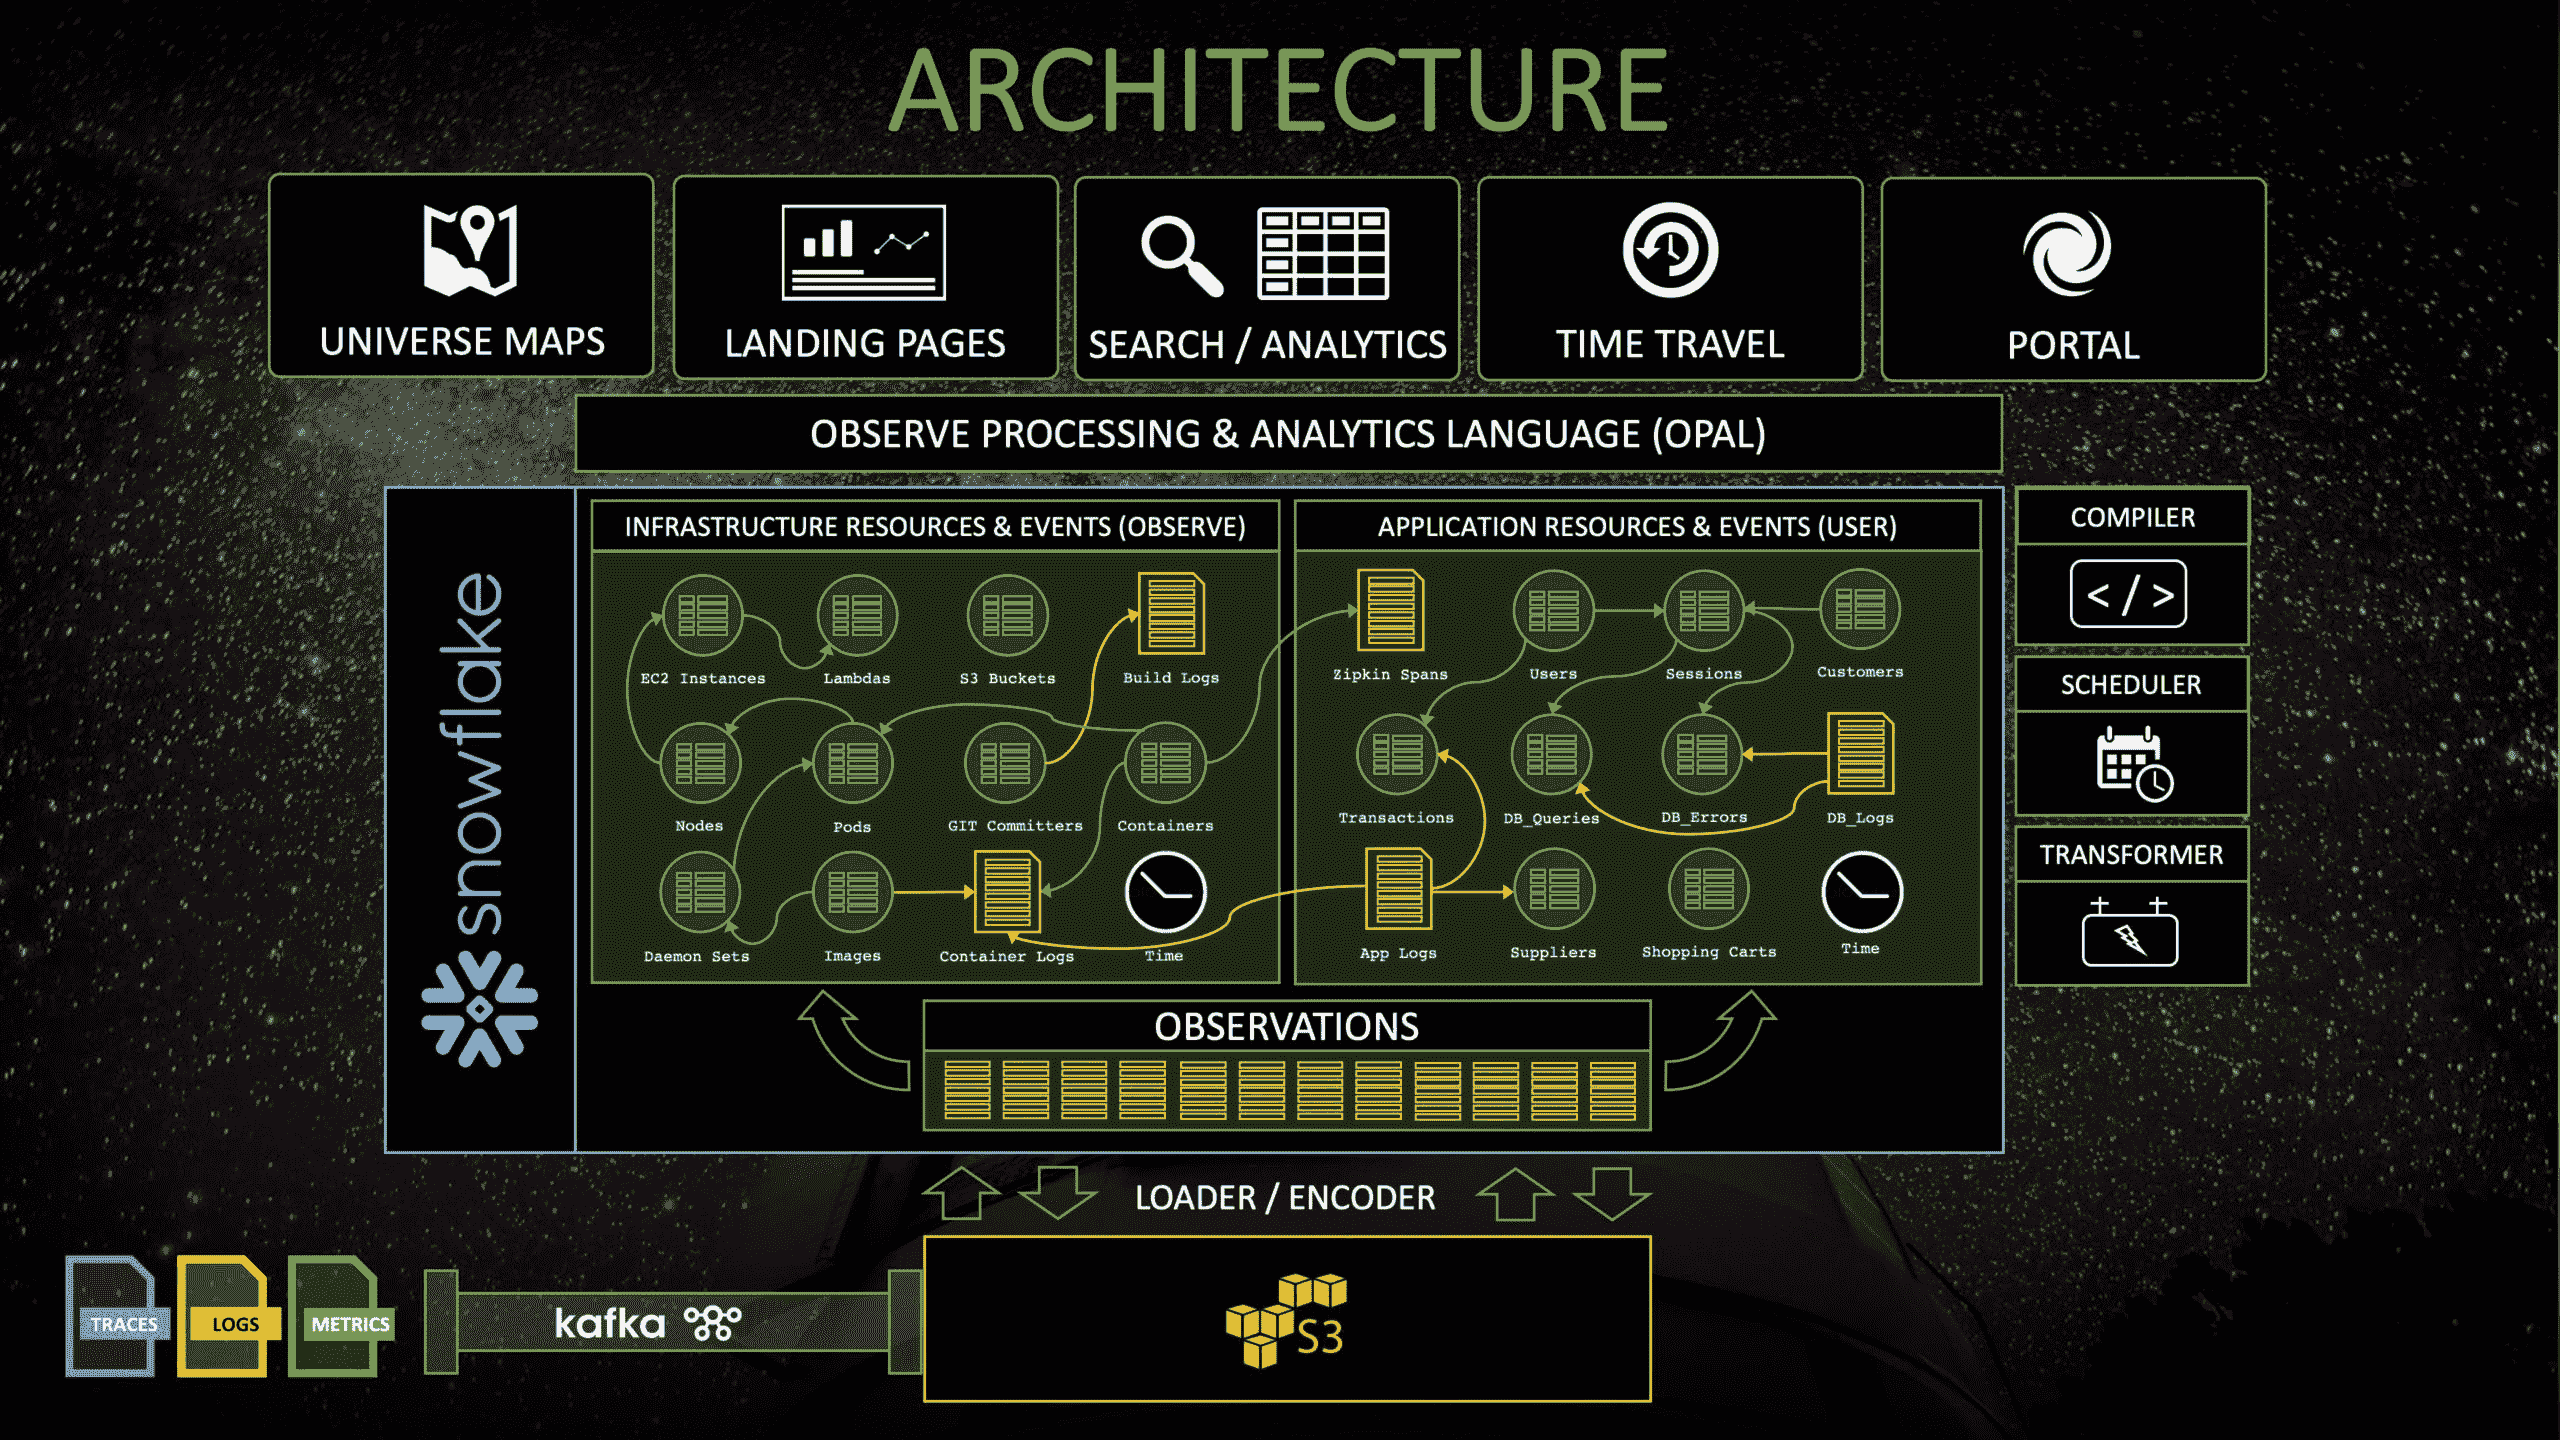 ARCHITECTURE
UNIVERSE MAPS
LANDING PAGES
SEARCH / ANALYTICS
TIME TRAVEL
PORTAL
OBSERVE PROCESSING & ANALYTICS LANGUAGE (OPAL)
snowflake
INFRASTRUCTURE RESOURCES & EVENTS (OBSERVE)
EC2 Instances
Lambdas
S3 Buckets
Build Logs
Nodes
Pods
GIT Committers
Containers
Daemon Sets
Images
Container Logs
Time
APPLICATION RESOURCES & EVENTS (USER)
Zipkin Spans
Users
Sessions
Customers
Transactions
DB_Queries
DB_Errors
DB_Logs
App Logs
Suppliers
Shopping Carts
Time
COMPILER
</>
SCHEDULER
TRANSFORMER
OBSERVATIONS
LOADER / ENCODER
TRACES
LOGS
METRICS
kafka
S3